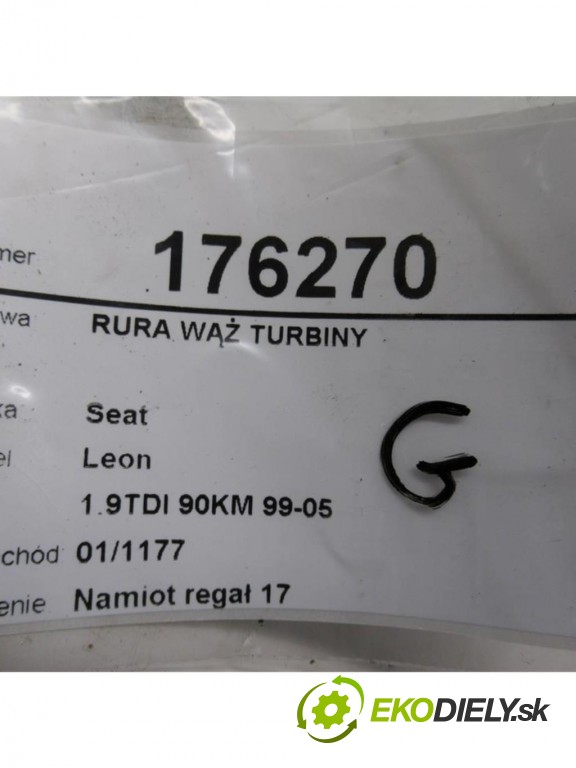 mer 176270
wa RURA WĄŻ TURBINY
ka Seat
el Leon
1.9TDI 90KM 99-05
chód 01/1177
enie Namiot regał 17
G
EKODIELY.sk